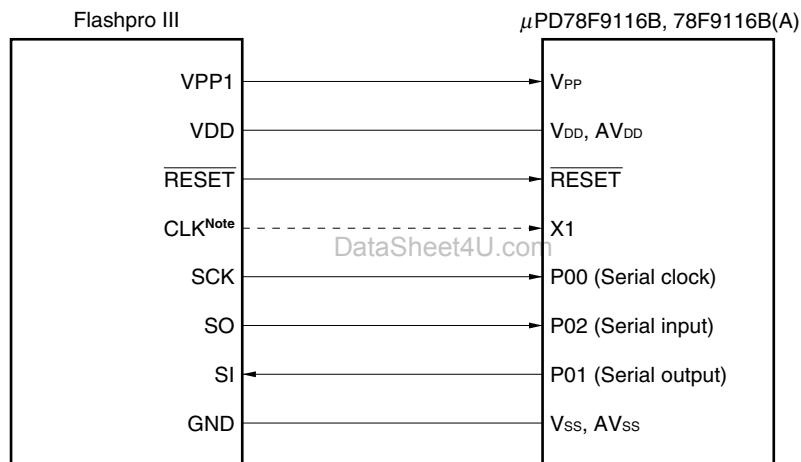 Flashpro III
μPD78F9116B, 78F9116B(A)
VPP1
VPP
VDD
VDD, AVDD
RESET
RESET
CLKNote
X1
DataSheet4U.com
SCK
P00 (Serial clock)
SO
P02 (Serial input)
SI
P01 (Serial output)
GND
VSS, AVSS